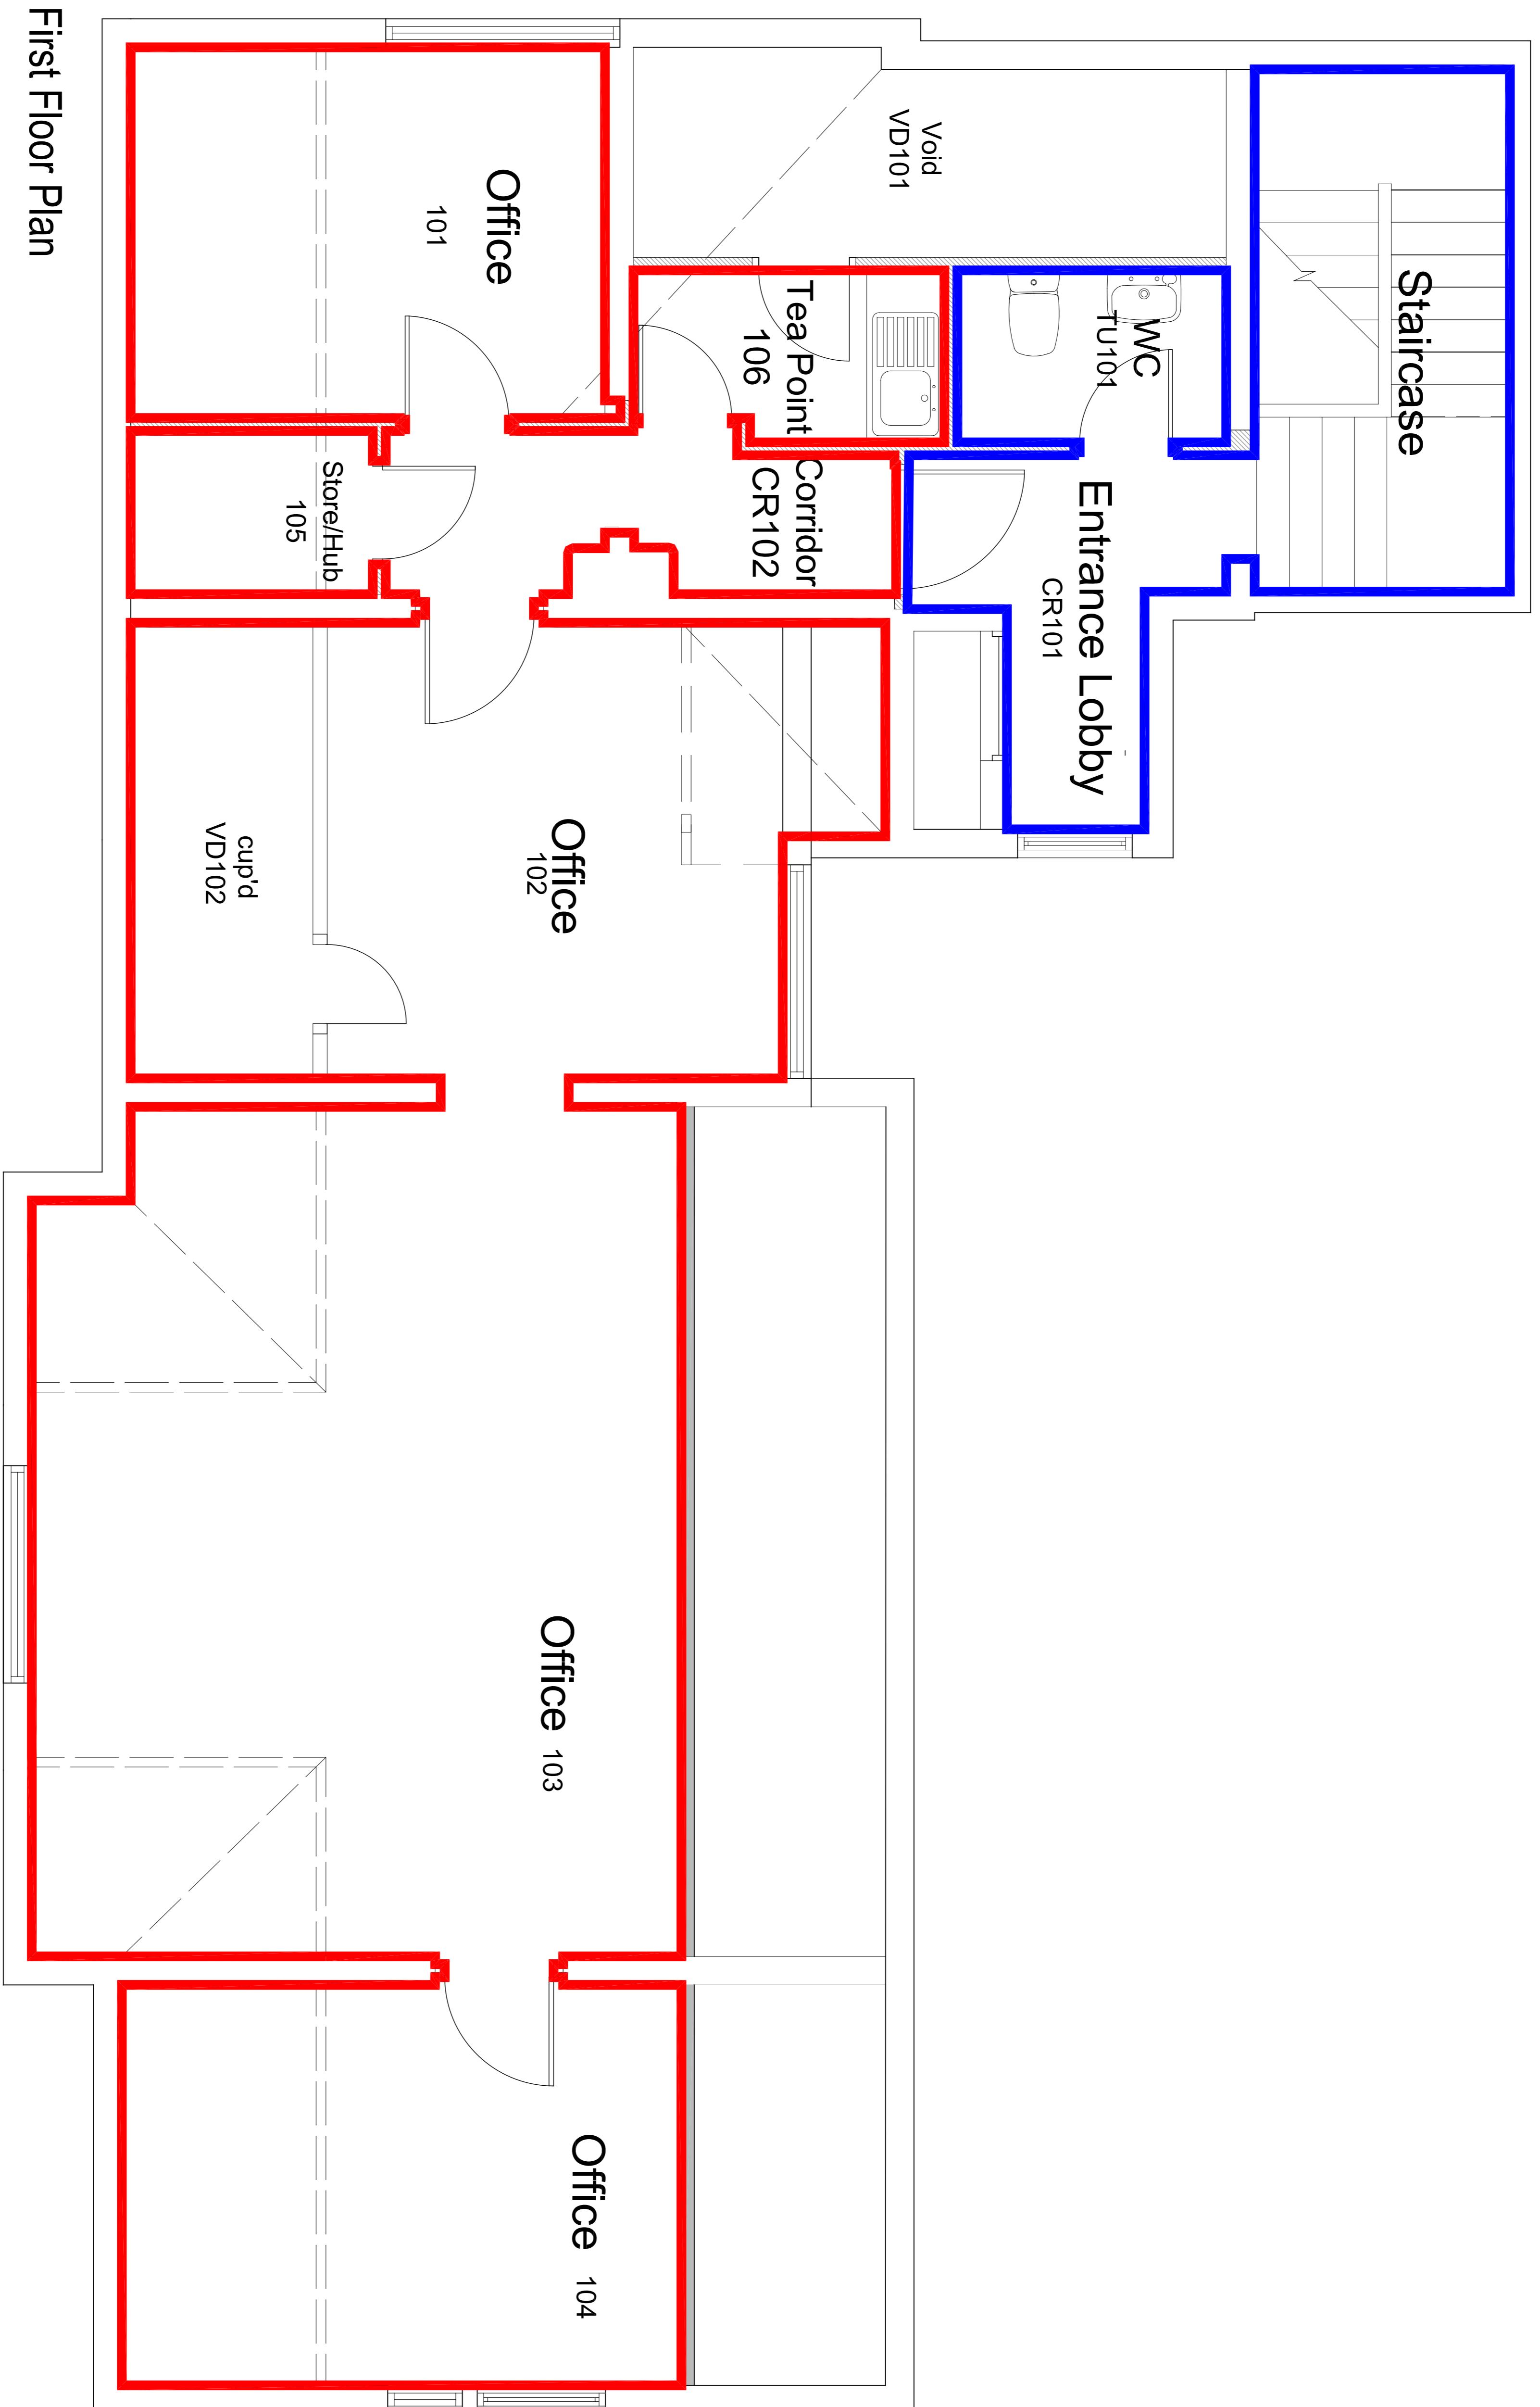 Staircase
Entrance Lobby
CR101
WC
TU101
Void
VD101
Corridor
CR102
Tea Point
106
Office
101
Store/Hub
105
Office
102
cup'd
VD102
Office 103
Office 104
First Floor Plan